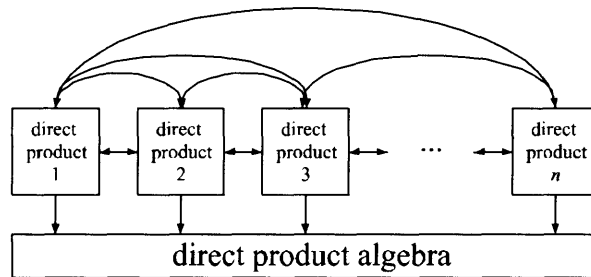 direct
product
1
direct
product
2
direct
product
3
...
direct
product
n
direct product algebra